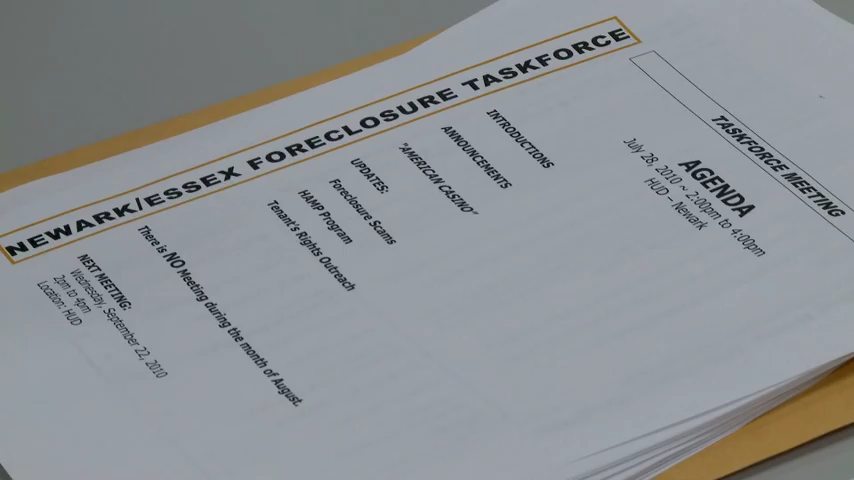 NEWARK/ESSEX FORECLOSURE TASKFORCE
TASKFORCE MEETING
AGENDA
July 28, 2010 ~ 2:00pm to 4:00pm
HUD – Newark
INTRODUCTIONS
ANNOUNCEMENTS
"AMERICAN CASINO"
UPDATES:
Foreclosure Scams
HAMP Program
Tenant's Rights Outreach
There is NO Meeting during the month of August.
NEXT MEETING:
Wednesday, September 22, 2010
2pm to 4pm
Location: HUD